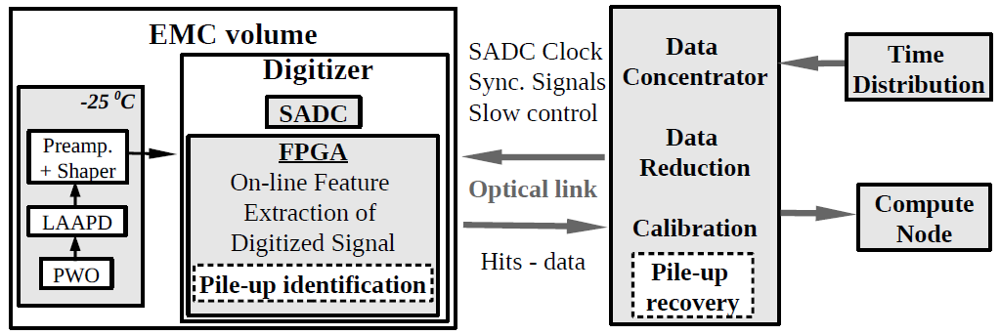 EMC volume
-25 ⁰C
Preamp.
+ Shaper
LAAPD
PWO
Digitizer
SADC
FPGA
On-line Feature
Extraction of
Digitized Signal
Pile-up identification
SADC Clock
Sync. Signals
Slow control
Optical link
Hits - data
Data
Concentrator
Data
Reduction
Calibration
Pile-up
recovery
Time
Distribution
Compute
Node